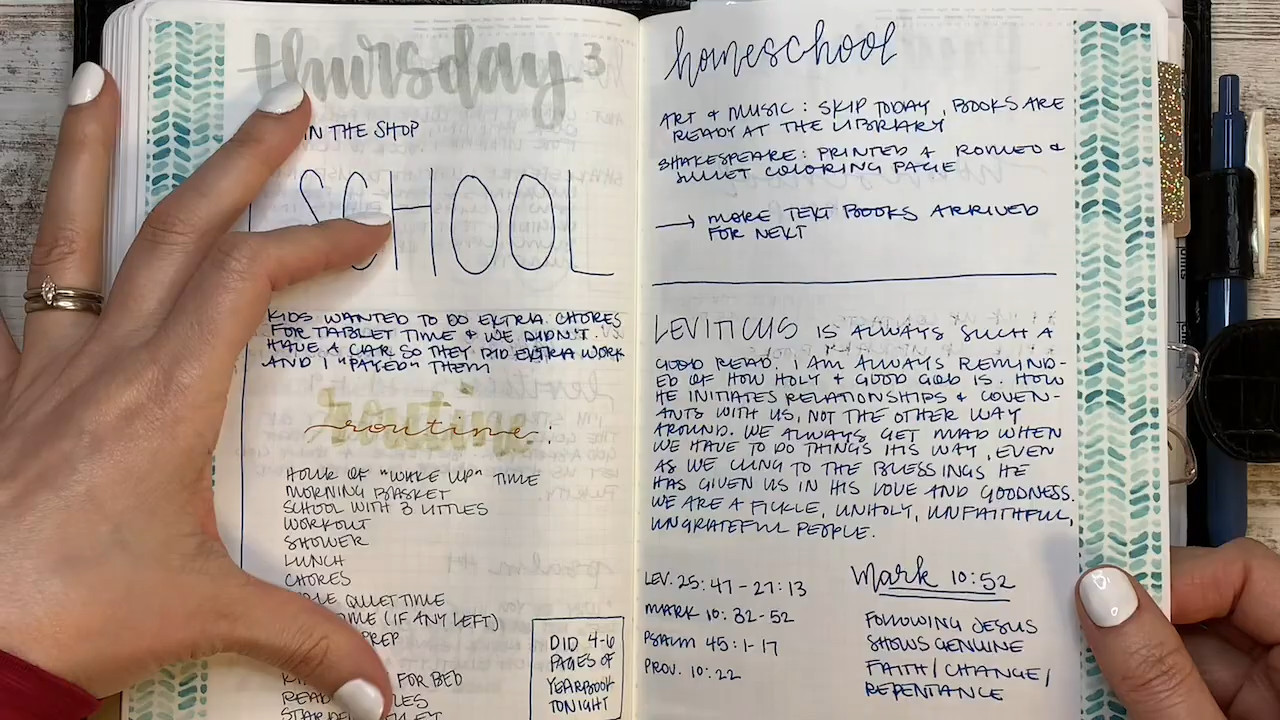 thursday 3
IN THE SHOP
SCHOOL
KIDS WANTED TO DO EXTRA CHORES
FOR TABLET TIME & WE DIDN'T
HAVE A CAR SO THEY DID EXTRA WORK
AND I "PAYED" THEM
routine:
HOUR OF "WAKE UP" TIME
MORNING BASKET
SCHOOL WITH 3 LITTLES
WORKOUT
SHOWER
LUNCH
CHORES
QUIET TIME
(IF ANY LEFT)
PREP
FOR BED
READ
DID 4-6
PAGES OF
YEARBOOK
TONIGHT
homeschool
ART & MUSIC: SKIP TODAY, BOOKS ARE
READY AT THE LIBRARY
SHAKESPEARE: PRINTED A ROMEO &
JULIET COLORING PAGE
→ MORE TEXT BOOKS ARRIVED
FOR NEXT
LEVITICUS IS ALWAYS SUCH A
GOOD READ. I AM ALWAYS REMIND-
ED OF HOW HOLY & GOOD GOD IS. HOW
HE INITIATES RELATIONSHIPS & COVEN-
ANTS WITH US, NOT THE OTHER WAY
AROUND. WE ALWAYS GET MAD WHEN
WE HAVE TO DO THINGS HIS WAY, EVEN
AS WE CLING TO THE BLESSINGS HE
HAS GIVEN US IN HIS LOVE AND GOODNESS.
WE ARE A FICKLE, UNHOLY, UNFAITHFUL,
UNGRATEFUL PEOPLE.
LEV. 25:47-27:13
MARK 10:32-52
PSALM 45:1-17
PROV. 10:22
Mark 10:52
FOLLOWING JESUS
SHOWS GENUINE
FAITH/CHANGE/
REPENTANCE